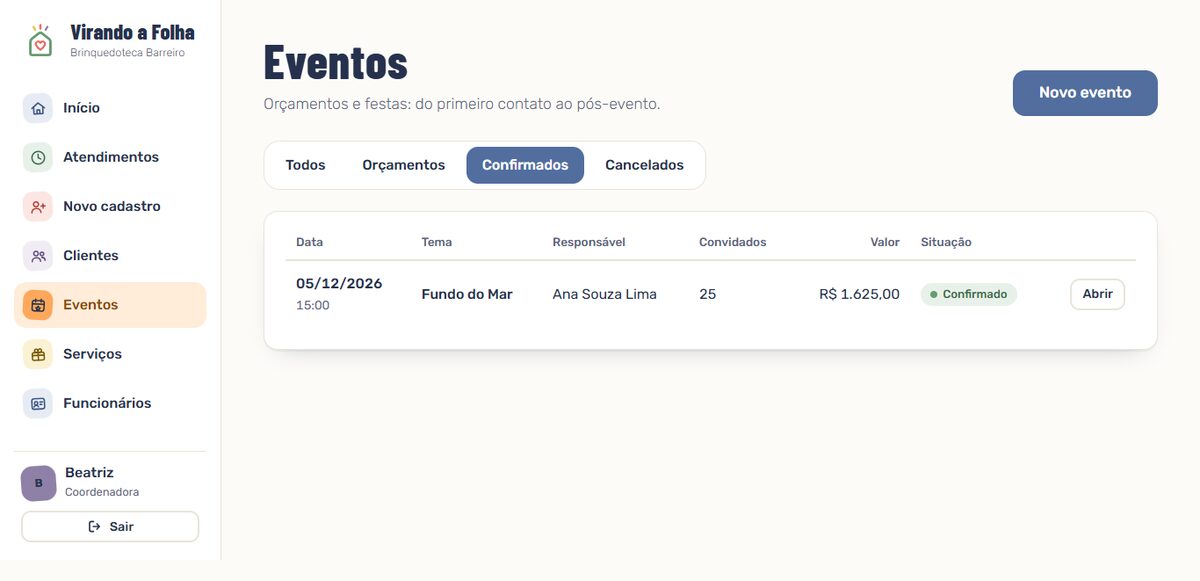 Virando a Folha
Brinquedoteca Barreiro
Início
Atendimentos
Novo cadastro
Clientes
Eventos
Serviços
Funcionários
B
Beatriz
Coordenadora
Sair
Eventos
Orçamentos e festas: do primeiro contato ao pós-evento.
Novo evento
Todos Orçamentos Confirmados Cancelados
Data Tema Responsável Convidados Valor Situação
05/12/2026
15:00
Fundo do Mar Ana Souza Lima 25 R$ 1.625,00 Confirmado Abrir